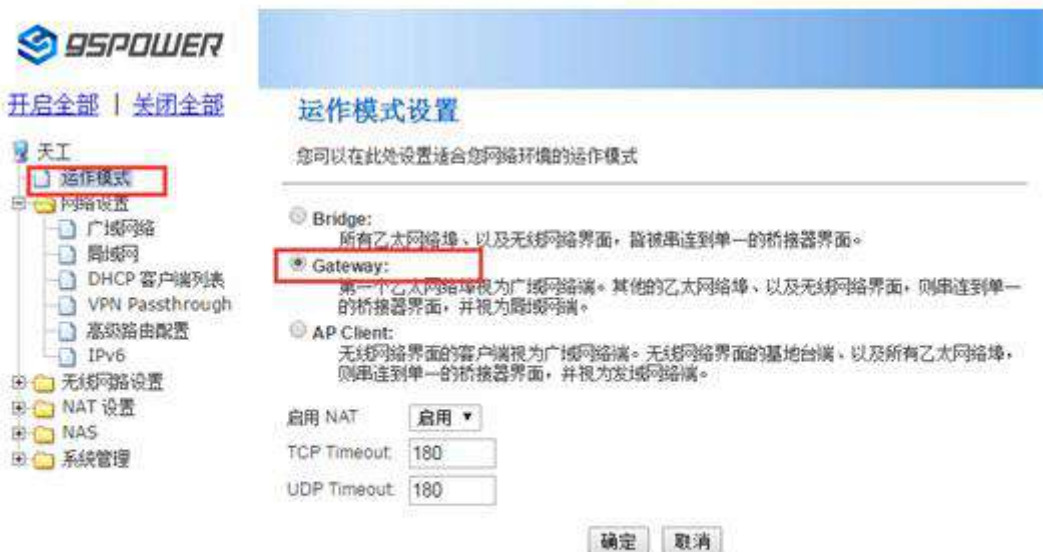 95POWER
开启全部 | 关闭全部
天工
运作模式
网络设置
广域网络
局域网
DHCP 客户端列表
VPN Passthrough
高级路由配置
IPv6
无线网路设置
NAT 设置
NAS
系统管理
运作模式设置
您可以在此处设置适合您网络环境的运作模式
Bridge:
所有乙太网络埠、以及无线网络界面，皆被串连到单一的桥接器界面。
Gateway:
第一个乙太网络埠视为广域网络端。其他的乙太网络埠、以及无线网络界面，则串连到单一
的桥接器界面，并视为局域网端。
AP Client:
无线网络界面的客户端视为广域网络端。无线网络界面的基地台端、以及所有乙太网络埠，
则串连到单一的桥接器界面，并视为发域网络端。
启用 NAT 启用
TCP Timeout: 180
UDP Timeout: 180
确定 取消